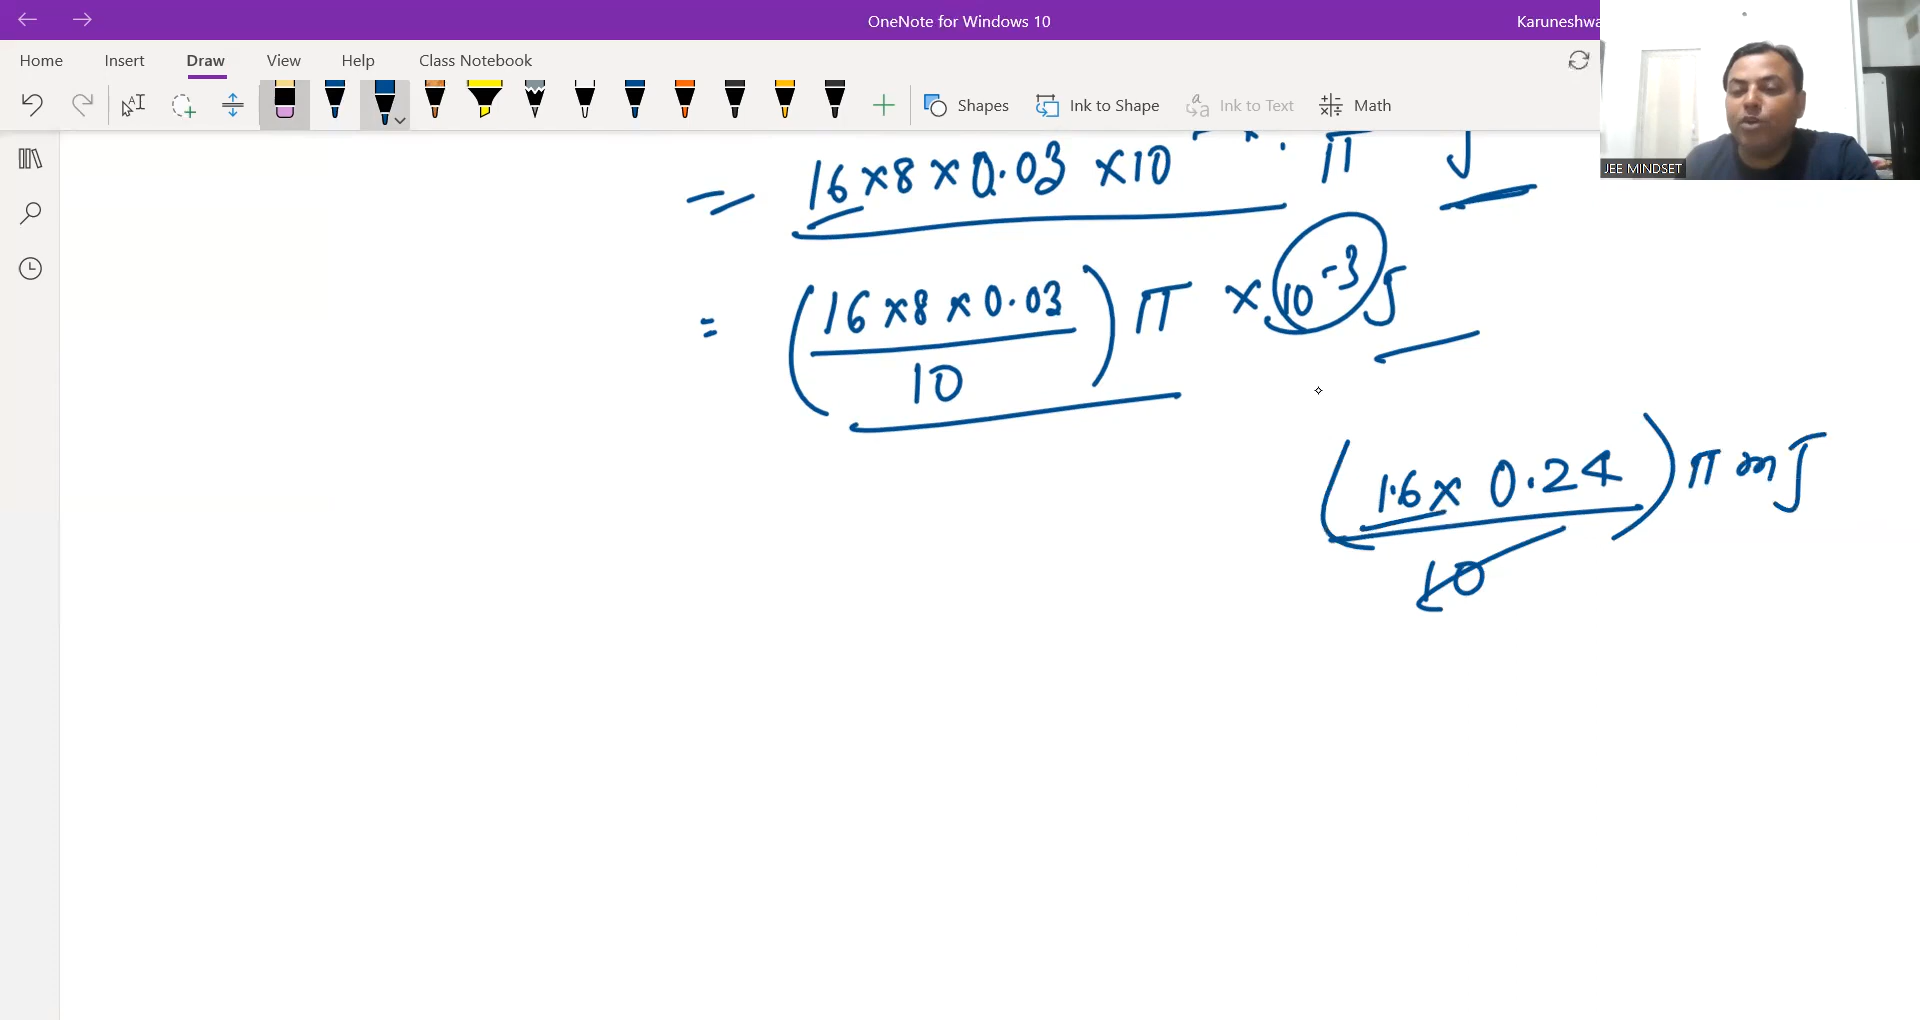 OneNote for Windows 10
Karuneshwa
Home Insert Draw View Help Class Notebook
Shapes Ink to Shape Ink to Text Math
JEE MINDSET
= 16×8×0.03 ×10 π J
= (16×8×0.03 / 10) π × 10⁻³ J
(1.6× 0.24 / 10) π mJ